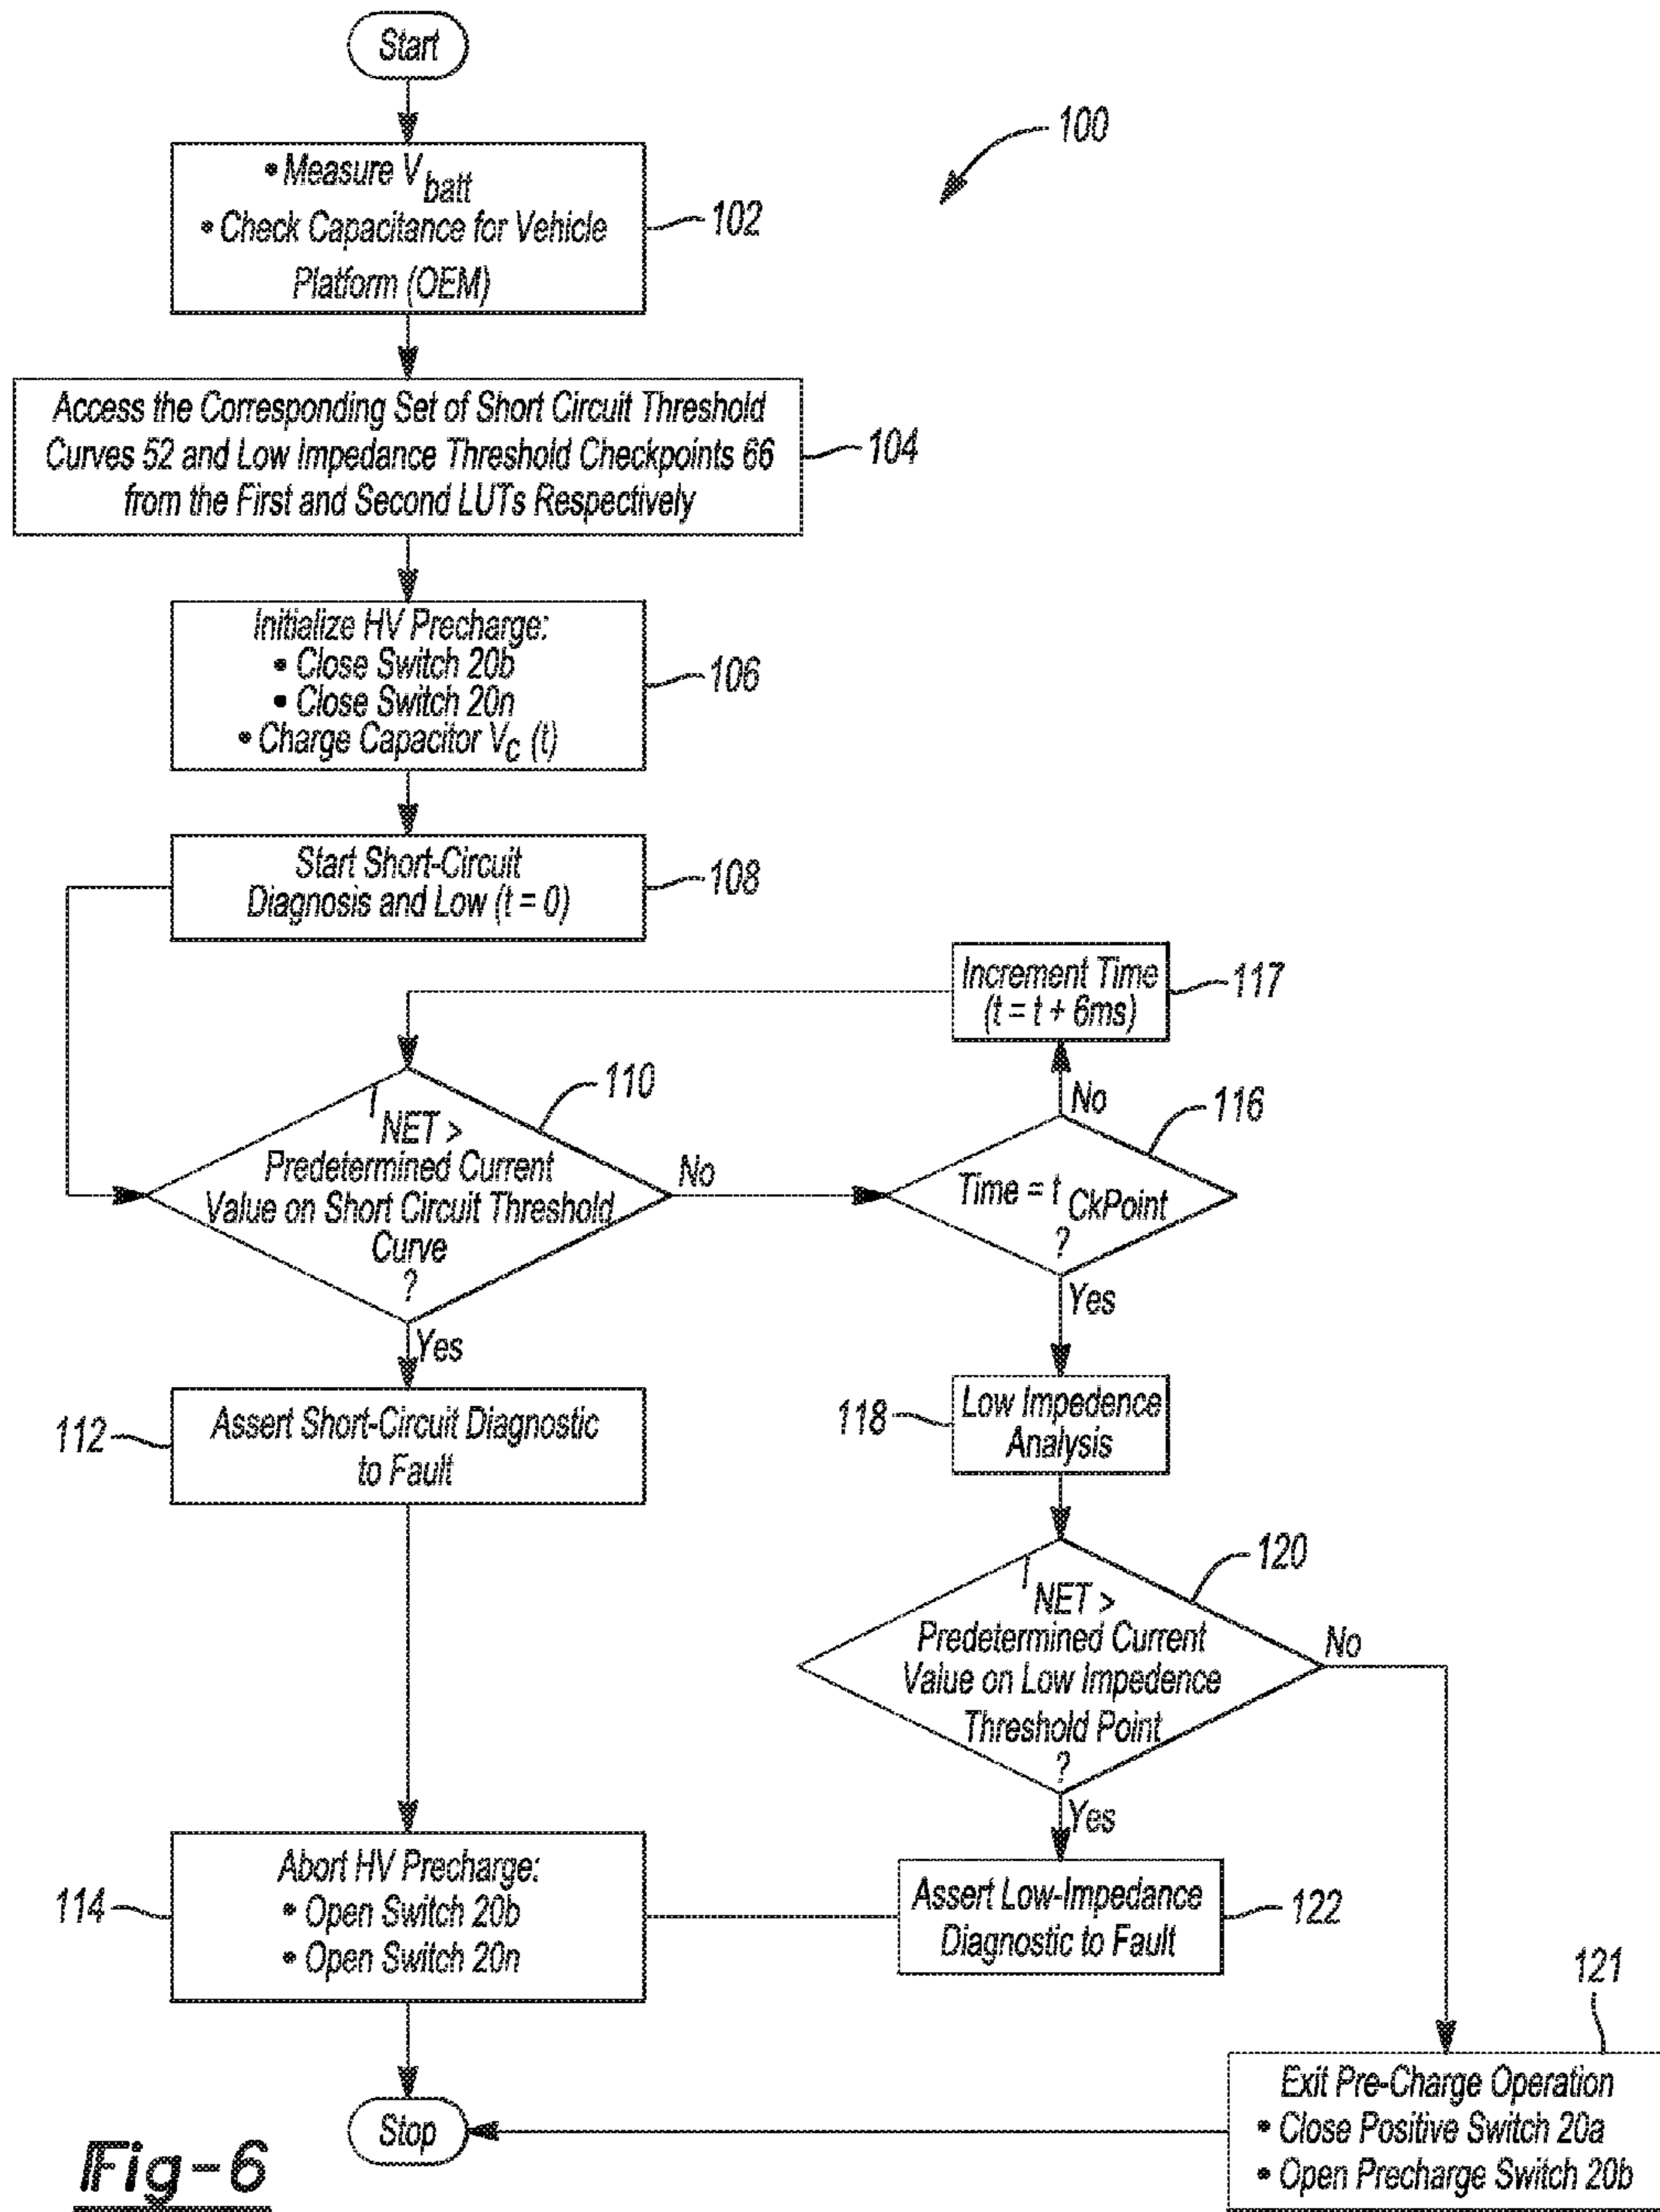 Start
100
• Measure V batt
• Check Capacitance for Vehicle
Platform (OEM)
102
Access the Corresponding Set of Short Circuit Threshold
Curves 52 and Low Impedance Threshold Checkpoints 66
from the First and Second LUTs Respectively
104
Initialize HV Precharge:
• Close Switch 20b
• Close Switch 20n
• Charge Capacitor Vc (t)
106
Start Short-Circuit
Diagnosis and Low (t = 0)
108
Increment Time
(t = t + 6ms)
117
I NET >
Predetermined Current
Value on Short Circuit Threshold
Curve
?
110
No
Yes
Time = t CkPoint
?
116
No
Yes
Assert Short-Circuit Diagnostic
to Fault
112
Low Impedence
Analysis
118
I NET >
Predetermined Current
Value on Low Impedence
Threshold Point
?
120
No
Yes
Abort HV Precharge:
• Open Switch 20b
• Open Switch 20n
114
Assert Low-Impedance
Diagnostic to Fault
122
121
Exit Pre-Charge Operation
• Close Positive Switch 20a
• Open Precharge Switch 20b
Stop
Fig-6